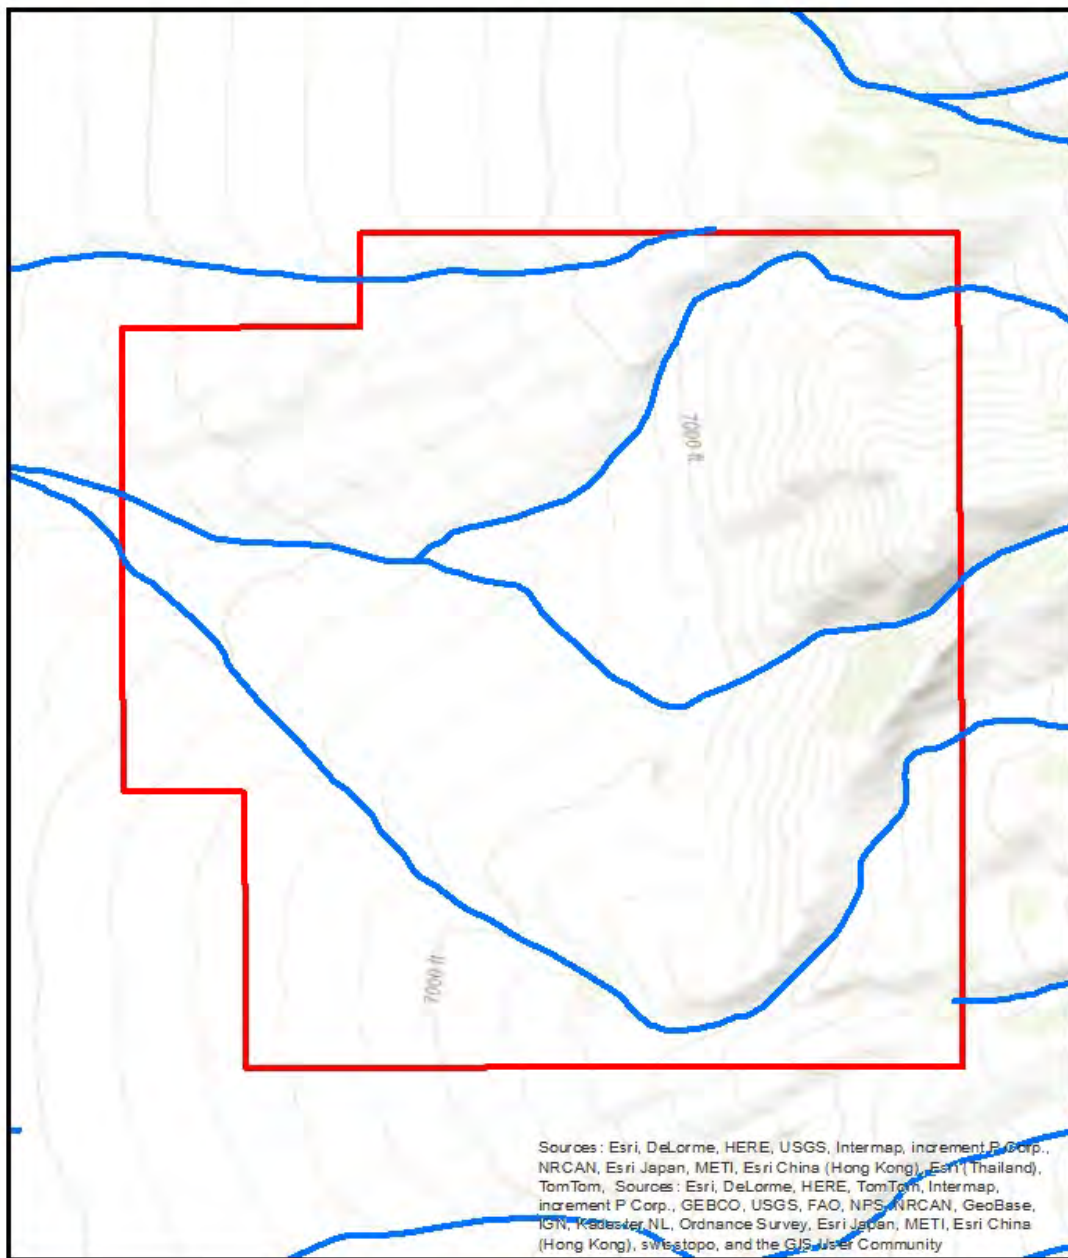 7000 ft
7000 ft
Sources: Esri, DeLorme, HERE, USGS, Intermap, increment P Corp.,
NRCAN, Esri Japan, METI, Esri China (Hong Kong), Esri (Thailand),
TomTom, Sources: Esri, DeLorme, HERE, TomTom, Intermap,
increment P Corp., GEBCO, USGS, FAO, NPS, NRCAN, GeoBase,
IGN, Kadaster NL, Ordnance Survey, Esri Japan, METI, Esri China
(Hong Kong), swisstopo, and the GIS User Community